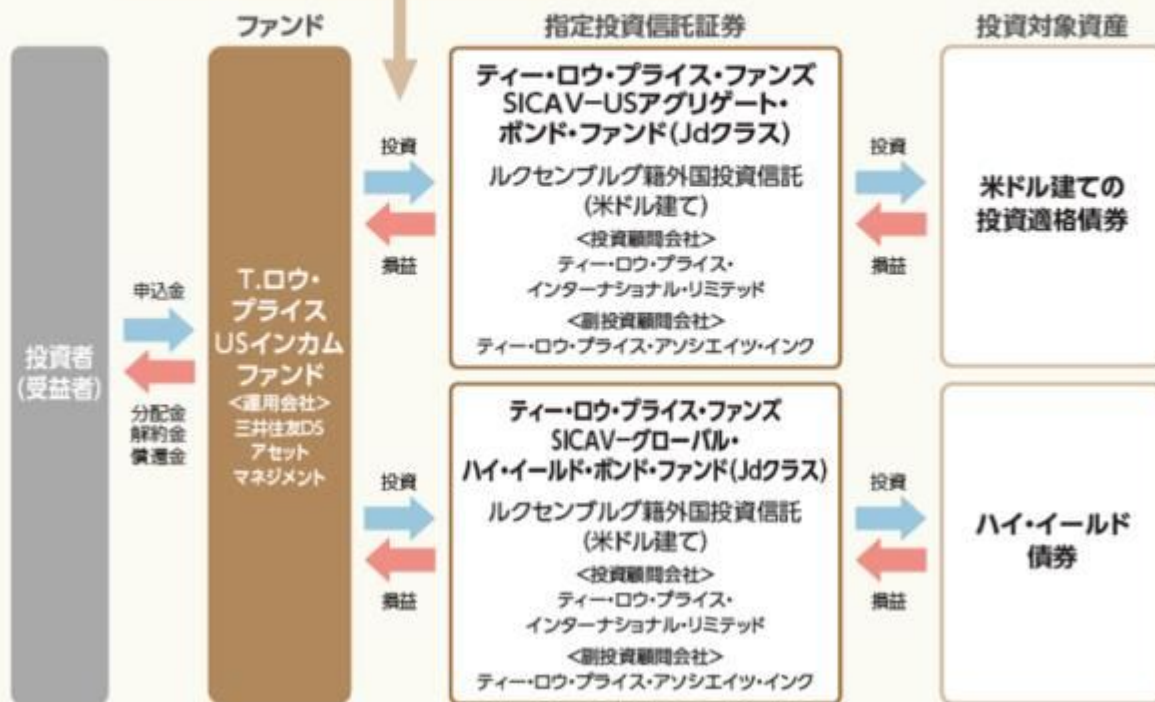 ファンド
指定投資信託証券
投資対象資産
投資者
(受益者)
申込金
分配金
解約金
償還金
T.ロウ・
プライス
USインカム
ファンド
<運用会社>
三井住友DS
アセット
マネジメント
投資
損益
ティー・ロウ・プライス・ファンズ
SICAV-USアグリゲート・
ボンド・ファンド(Jdクラス)
ルクセンブルグ籍外国投資信託
(米ドル建て)
<投資顧問会社>
ティー・ロウ・プライス・
インターナショナル・リミテッド
<副投資顧問会社>
ティー・ロウ・プライス・アソシエイツ・インク
投資
損益
米ドル建ての
投資適格債券
投資
損益
ティー・ロウ・プライス・ファンズ
SICAV-グローバル・
ハイ・イールド・ボンド・ファンド(Jdクラス)
ルクセンブルグ籍外国投資信託
(米ドル建て)
<投資顧問会社>
ティー・ロウ・プライス・
インターナショナル・リミテッド
<副投資顧問会社>
ティー・ロウ・プライス・アソシエイツ・インク
投資
損益
ハイ・イールド
債券